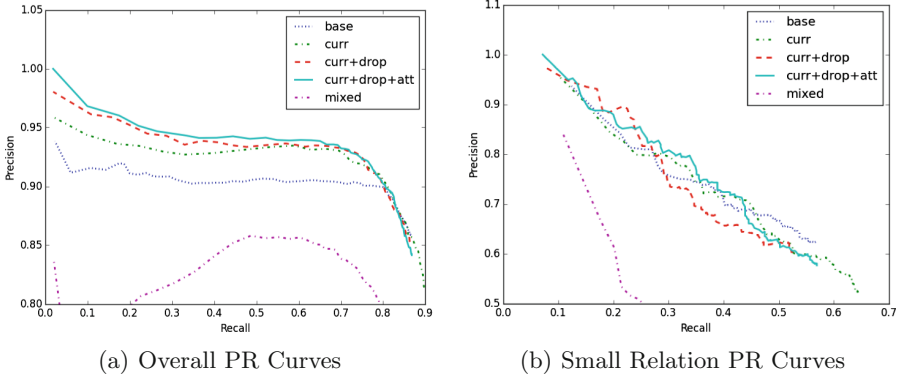 1.05
1.00
0.95
0.90
0.85
0.80
Precision
0.0 0.1 0.2 0.3 0.4 0.5 0.6 0.7 0.8 0.9
Recall
base
curr
curr+drop
curr+drop+att
mixed
(a) Overall PR Curves
1.1
1.0
0.9
0.8
0.7
0.6
0.5
Precision
0.0 0.1 0.2 0.3 0.4 0.5 0.6 0.7
Recall
base
curr
curr+drop
curr+drop+att
mixed
(b) Small Relation PR Curves